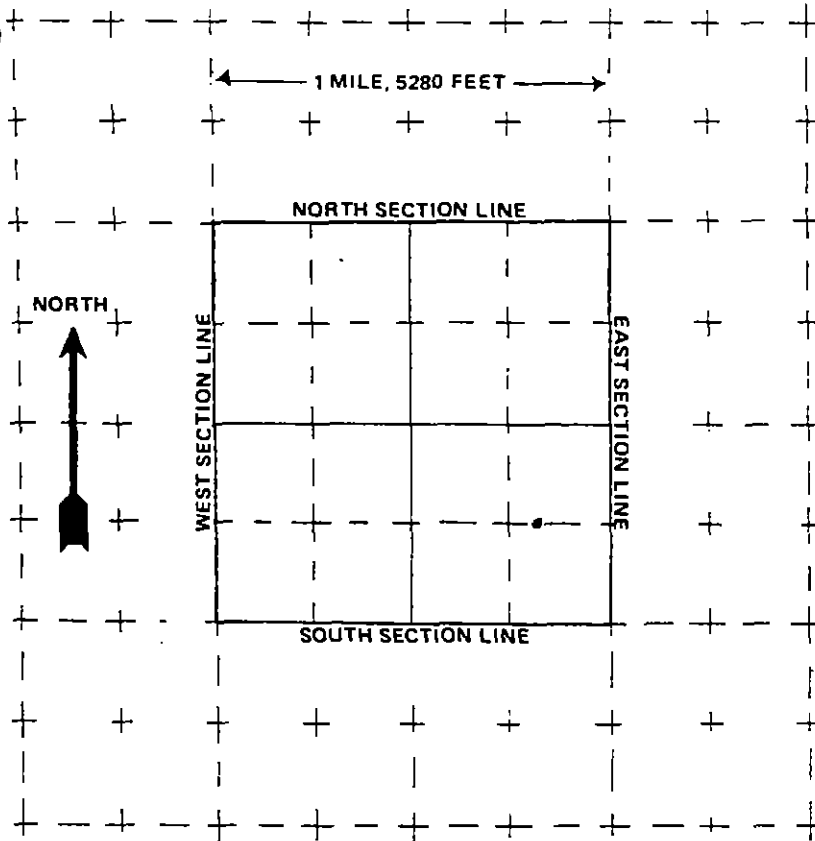 1 MILE, 5280 FEET
NORTH SECTION LINE
NORTH
WEST SECTION LINE
EAST SECTION LINE
SOUTH SECTION LINE